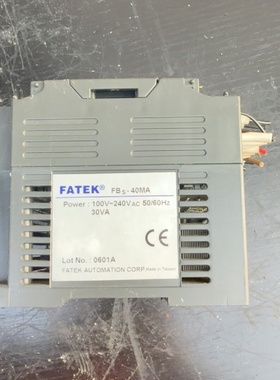 FATEK® FBs-40MA
Power : 100V~240VAC 50/60Hz
30VA
CE
Lot No. : 0601A
FATEK AUTOMATION CORP. Made in Taiwan